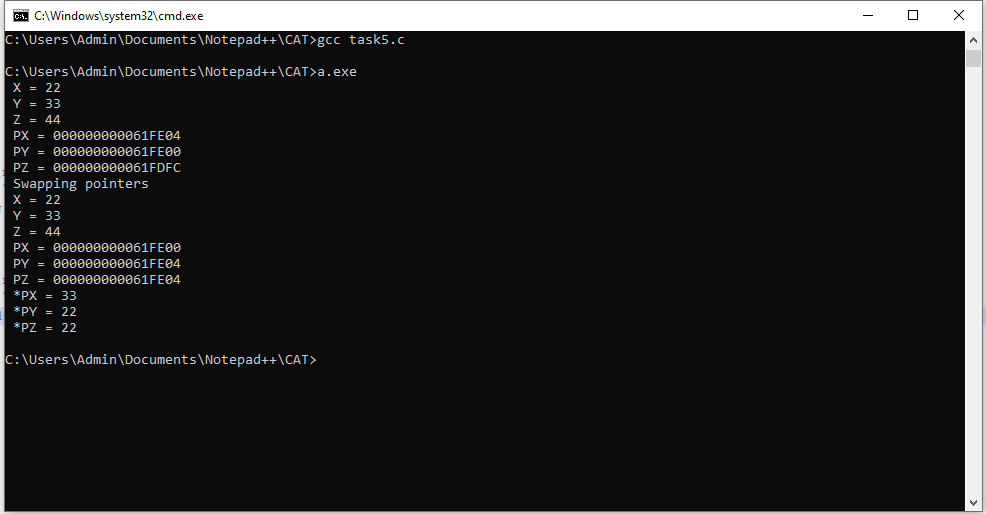 C:\Windows\system32\cmd.exe
C:\Users\Admin\Documents\Notepad++\CAT>gcc task5.c
C:\Users\Admin\Documents\Notepad++\CAT>a.exe
X = 22
Y = 33
Z = 44
PX = 000000000061FE04
PY = 000000000061FE00
PZ = 000000000061FDFC
Swapping pointers
X = 22
Y = 33
Z = 44
PX = 000000000061FE00
PY = 000000000061FE04
PZ = 000000000061FE04
*PX = 33
*PY = 22
*PZ = 22
C:\Users\Admin\Documents\Notepad++\CAT>